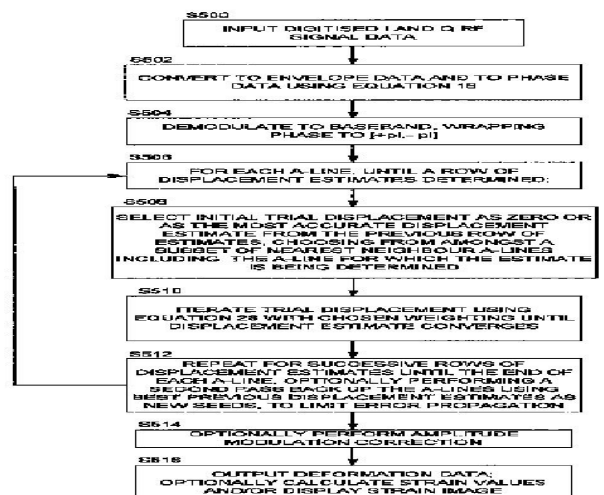 S500
INPUT DIGITISED I AND Q RF
SIGNAL DATA
S502
CONVERT TO ENVELOPE DATA AND TO PHASE
DATA USING EQUATION 18
S504
DEMODULATE TO BASEBAND, WRAPPING
PHASE TO [+pi,-pi]
S506
FOR EACH A-LINE, UNTIL A ROW OF
DISPLACEMENT ESTIMATES DETERMINED:
S508
SELECT INITIAL TRIAL DISPLACEMENT AS ZERO OR
AS THE MOST ACCURATE DISPLACEMENT
ESTIMATE FROM THE PREVIOUS ROW OF
ESTIMATES, CHOOSING FROM AMONGST A
SUBSET OF NEAREST NEIGHBOUR A-LINES
INCLUDING THE A-LINE FOR WHICH THE ESTIMATE
IS BEING DETERMINED
S510
ITERATE TRIAL DISPLACEMENT USING
EQUATION 28 WITH CHOSEN WEIGHTING UNTIL
DISPLACEMENT ESTIMATE CONVERGES
S512
REPEAT FOR SUCCESSIVE ROWS OF
DISPLACEMENT ESTIMATES UNTIL THE END OF
EACH A-LINE, OPTIONALLY PERFORMING A
SECOND PASS BACK UP THE A-LINES USING
BEST PREVIOUS DISPLACEMENT ESTIMATES AS
NEW SEEDS, TO LIMIT ERROR PROPAGATION
S514
OPTIONALLY PERFORM AMPLITUDE
MODULATION CORRECTION
S516
OUTPUT DEFORMATION DATA;
OPTIONALLY CALCULATE STRAIN VALUES
AND/OR DISPLAY STRAIN IMAGE